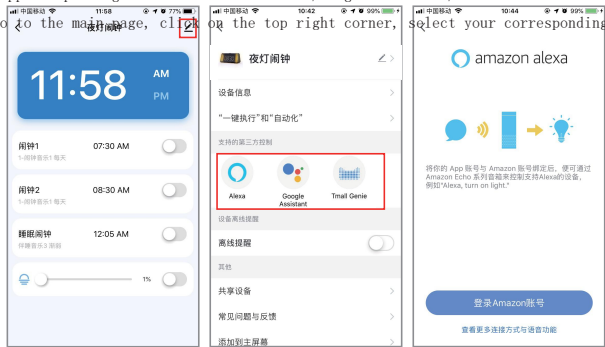 o to the main page, click on the top right corner, select your corresponding
中国移动 11:58 77%
夜灯闹钟
11:58 AM
PM
闹钟1 07:30 AM
1-闹钟音乐1 每天
闹钟2 08:30 AM
1-闹钟音乐1 每天
睡眠闹钟 12:05 AM
伴睡音乐3
1%
中国移动 10:42 99%
夜灯闹钟
设备信息
“一键执行”和“自动化”
支持的第三方控制
Alexa Google Assistant Tmall Genie
设备离线提醒
离线提醒
其他
共享设备
常见问题与反馈
添加到主屏幕
中国移动 10:44 99%
amazon alexa
将你的 App 账号与 Amazon 账号绑定后，便可通过
Amazon Echo 系列音箱来控制支持Alexa的设备，
例如“Alexa, turn on light.”
登录Amazon账号
查看更多连接方式与语音功能